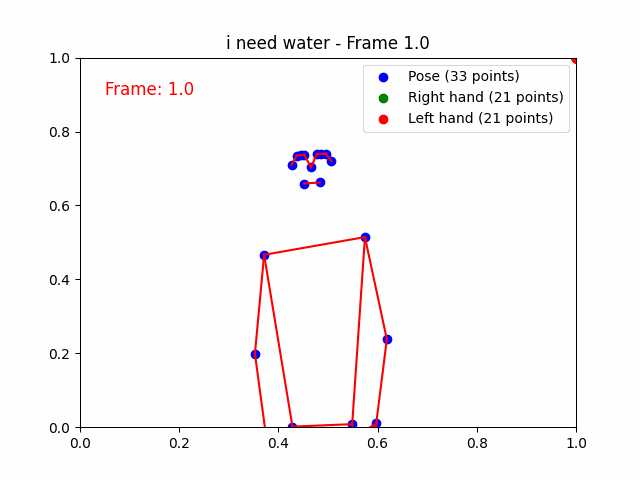 i need water - Frame 1.0
Frame: 1.0
Pose (33 points)
Right hand (21 points)
Left hand (21 points)
1.0
0.8
0.6
0.4
0.2
0.0
0.0 0.2 0.4 0.6 0.8 1.0